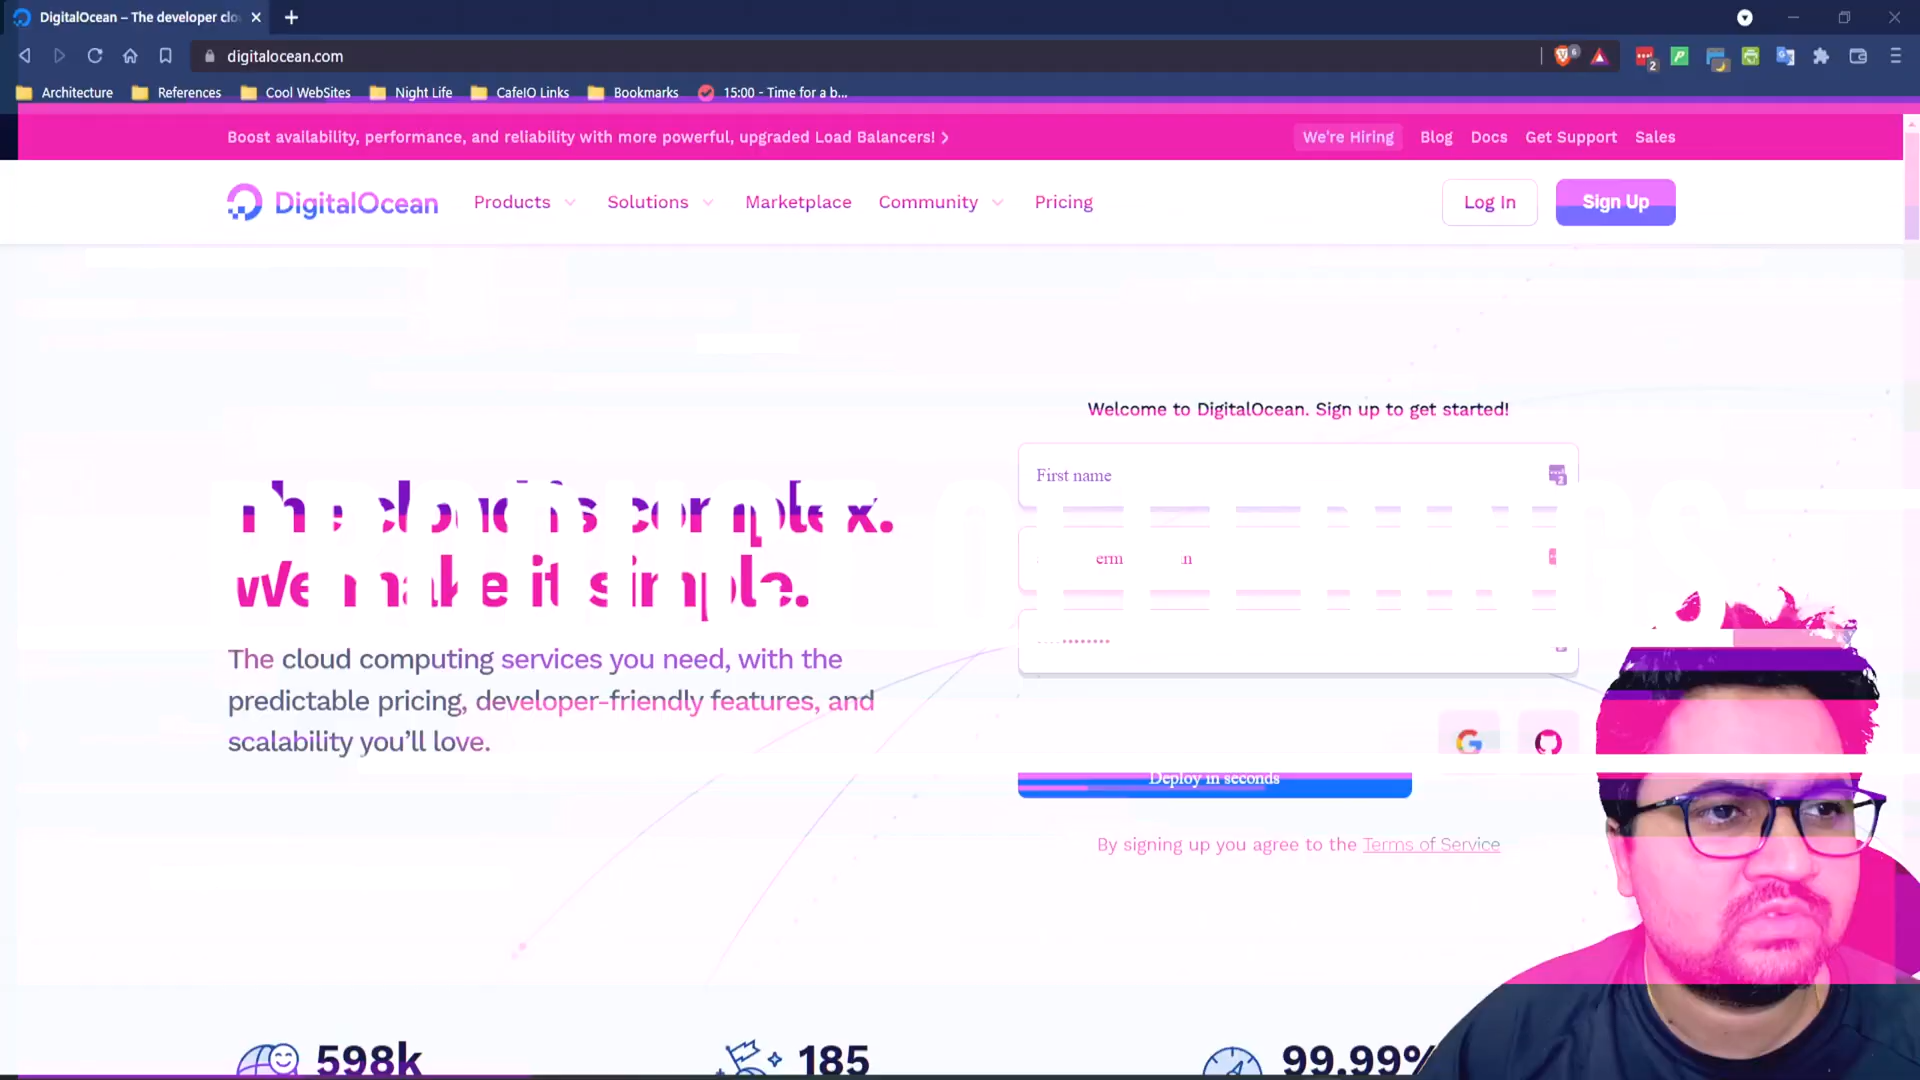 DigitalOcean – The developer clo
digitalocean.com
6
2
Architecture References Cool WebSites Night Life CafeIO Links Bookmarks 15:00 - Time for a b...
Boost availability, performance, and reliability with more powerful, upgraded Load Balancers!
We're Hiring Blog Docs Get Support Sales
DigitalOcean Products Solutions Marketplace Community Pricing Log In Sign Up
The cloud is complex.
We make it simple.
The cloud computing services you need, with the
predictable pricing, developer-friendly features, and
scalability you’ll love.
Welcome to DigitalOcean. Sign up to get started!
First name
Deploy in seconds
By signing up you agree to the Terms of Service
598k 185 99.99%